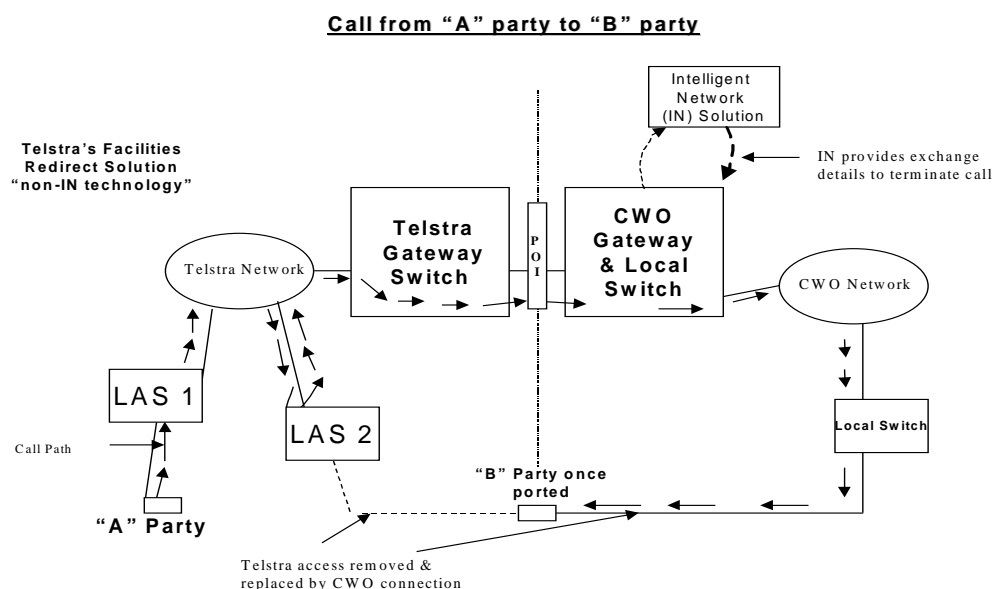 Call from “A” party to “B” party
Intelligent
Network
(IN) Solution
Telstra’s Facilities
Redirect Solution
“non-IN technology”
IN provides exchange
details to terminate call
Telstra
Gateway
Switch
POI
CWO
Gateway
& Local
Switch
Telstra Network
CWO Network
LAS 1
LAS 2
Local Switch
Call Path
“B” Party once
ported
“A” Party
Telstra access removed &
replaced by CWO connection